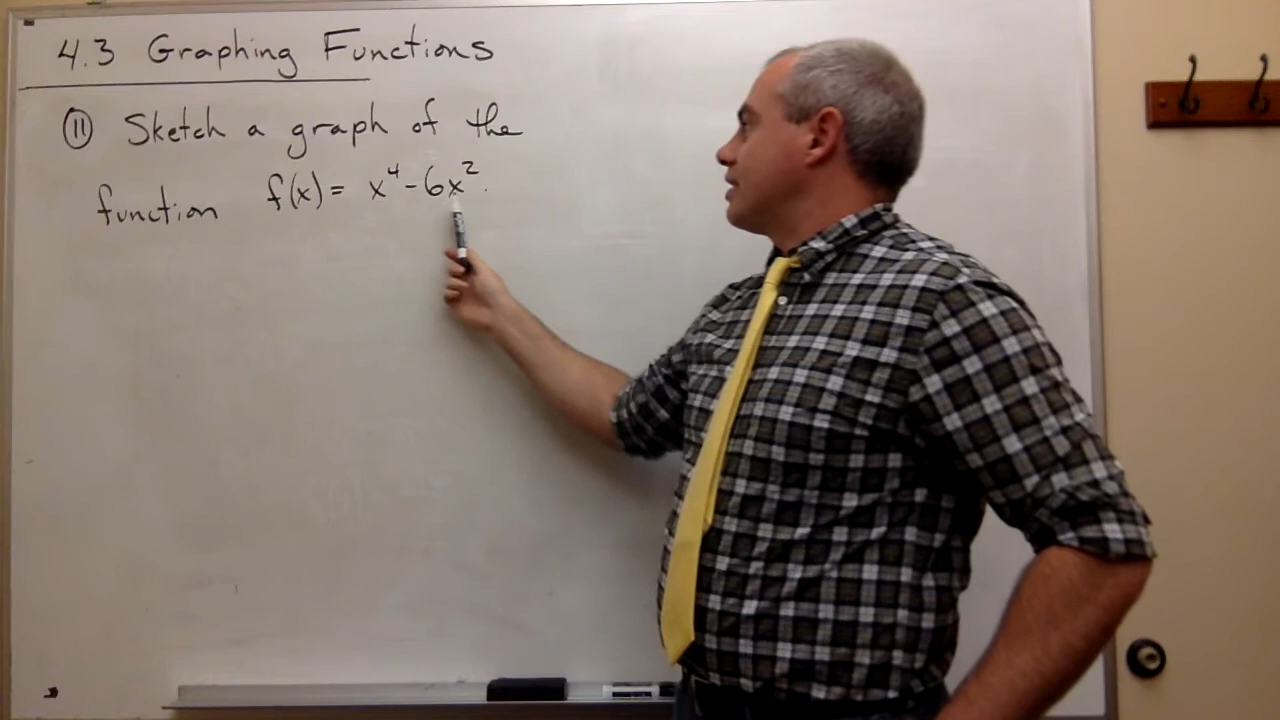 4.3 Graphing Functions
⑪ Sketch a graph of the
function f(x) = x⁴ - 6x².